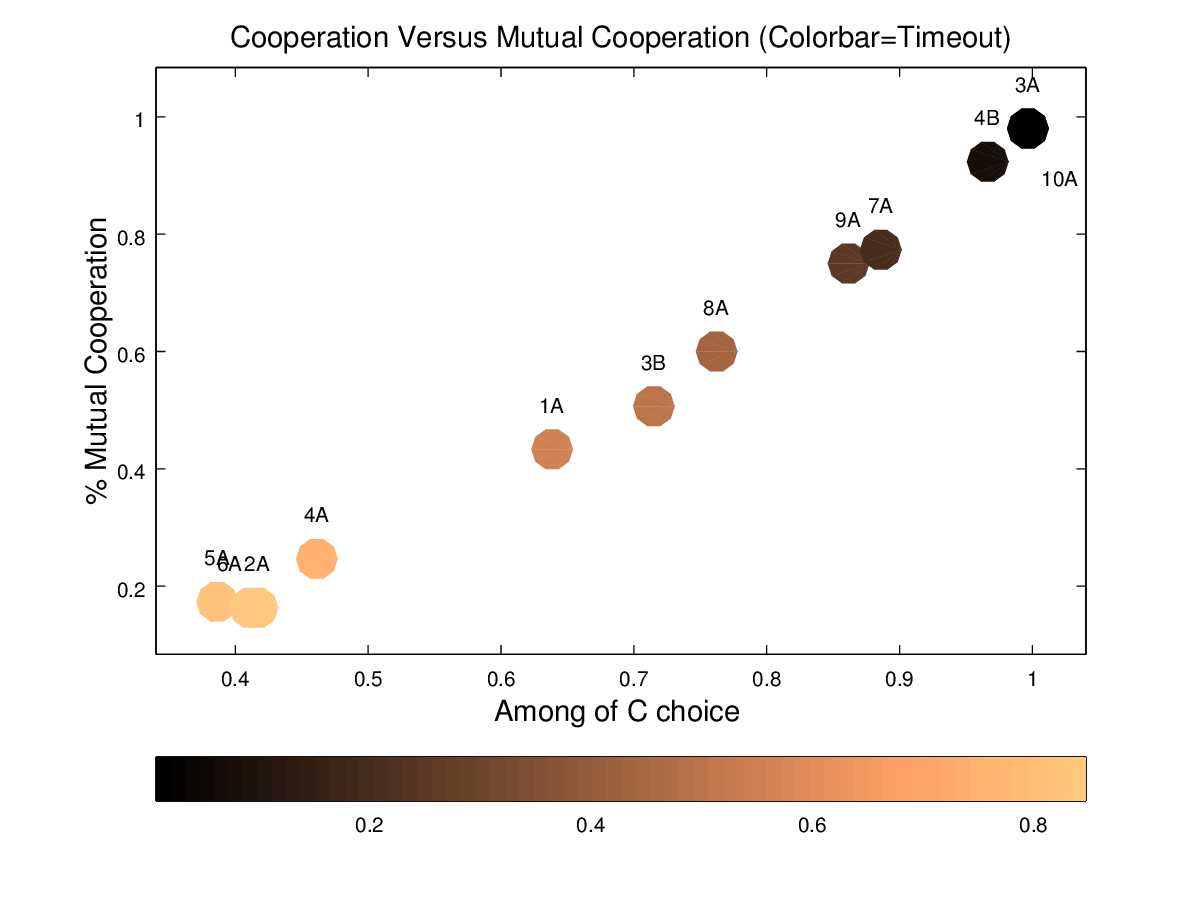 Cooperation Versus Mutual Cooperation (Colorbar=Timeout)
3A
4B
1
10A
7A
9A
0.8
% Mutual Cooperation
8A
0.6
3B
1A
0.4
4A
5A
6A
2A
0.2
0.4 0.5 0.6 0.7 0.8 0.9 1
Among of C choice
0.2 0.4 0.6 0.8